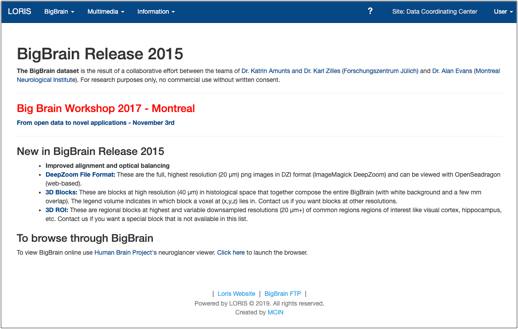 LORIS BigBrain Multimedia Information ? Site: Data Coordinating Center User
BigBrain Release 2015
The BigBrain dataset is the result of a collaborative effort between the teams of Dr. Katrin Amunts and Dr. Karl Zilles (Forschungszentrum Jülich) and Dr. Alan Evans (Montreal
Neurological Institute). For research purposes only, no commercial use without written consent.
Big Brain Workshop 2017 - Montreal
From open data to novel applications - November 3rd
New in BigBrain Release 2015
• Improved alignment and optical balancing
• DeepZoom File Format: These are the full, highest resolution (20 μm) png images in DZI format (ImageMagick DeepZoom) and can be viewed with OpenSeadragon
(web-based).
• 3D Blocks: These are blocks at high resolution (40 μm) in histological space that together compose the entire BigBrain (with white background and a few mm
overlap). The legend volume indicates in which block a voxel at (x,y,z) lies in. Contact us if you want blocks at other resolutions.
• 3D ROI: These are regional blocks at highest and variable downsampled resolutions (20 μm+) of common regions regions of interest like visual cortex, hippocampus,
etc. Contact us if you want a special block that is not available in this list.
To browse through BigBrain
To view BigBrain online use Human Brain Project's neuroglancer viewer. Click here to launch the browser.
| Loris Website | BigBrain FTP |
Powered by LORIS © 2019. All rights reserved.
Created by MCIN